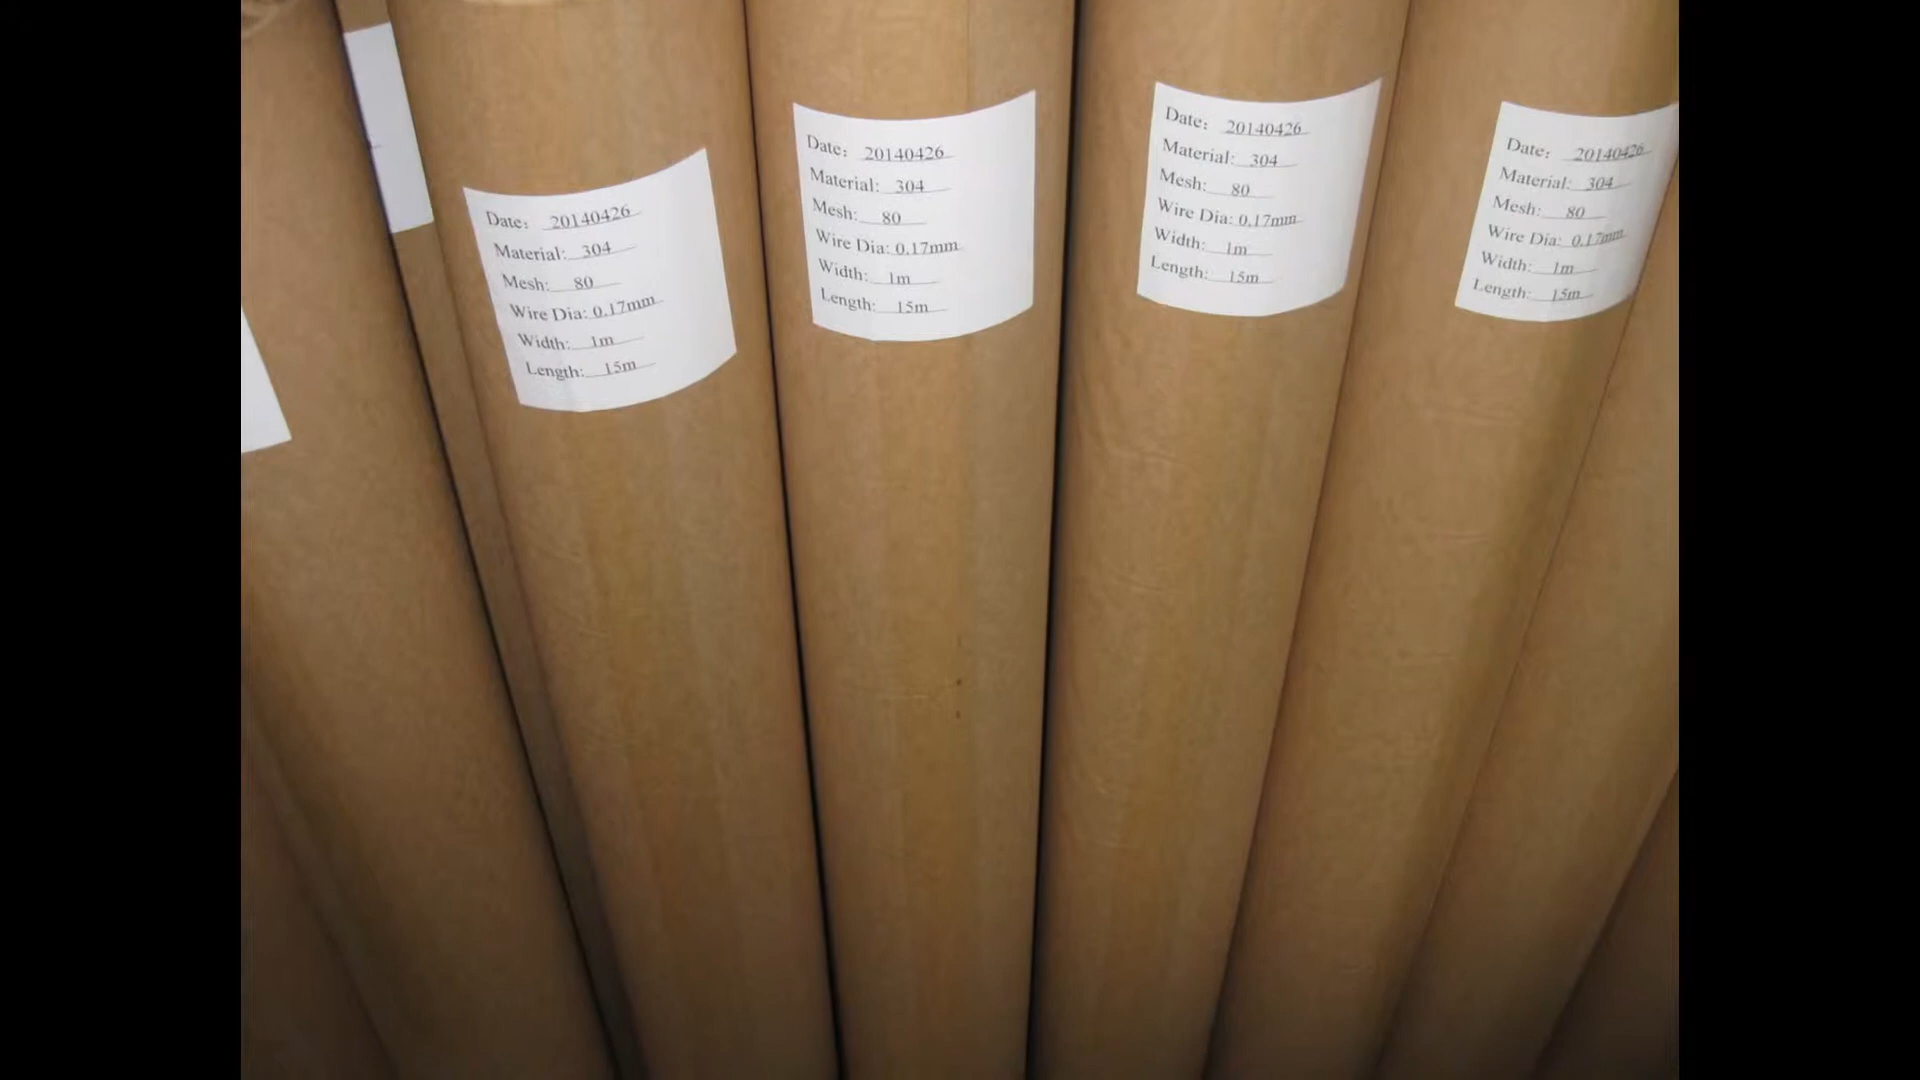 Date: 20140426
Material: 304
Mesh: 80
Wire Dia: 0.17mm
Width: 1m
Length: 15m
Date: 20140426
Material: 304
Mesh: 80
Wire Dia: 0.17mm
Width: 1m
Length: 15m
Date: 20140426
Material: 304
Mesh: 80
Wire Dia: 0.17mm
Width: 1m
Length: 15m
Date: 20140426
Material: 304
Mesh: 80
Wire Dia: 0.17mm
Width: 1m
Length: 15m